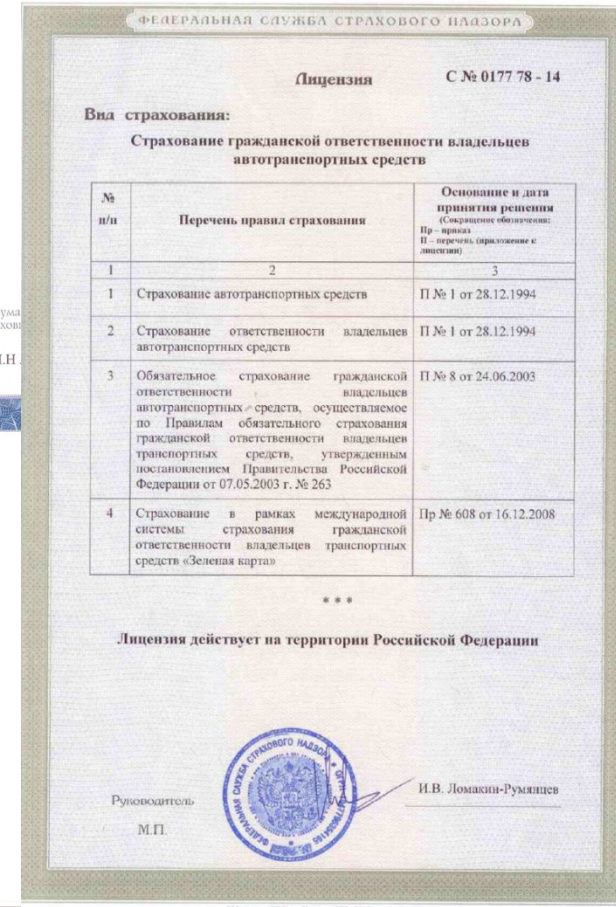 ФЕДЕРАЛЬНАЯ СЛУЖБА СТРАХОВОГО НАДЗОРА
Лицензия
С № 0177 78 - 14
Вид страхования:
Страхование гражданской ответственности владельцев
автотранспортных средств
№
п/п
Перечень правил страхования
Основание и дата
принятия решения
(Сокращение обозначения:
Пр – приказ
П – перечень (приложение к
лицензии)
1
2
3
1
Страхование автотранспортных средств
П № 1 от 28.12.1994
2
Страхование ответственности владельцев
автотранспортных средств
П № 1 от 28.12.1994
3
Обязательное страхование гражданской
ответственности владельцев
автотранспортных средств, осуществляемое
по Правилам обязательного страхования
гражданской ответственности владельцев
транспортных средств, утвержденным
постановлением Правительства Российской
Федерации от 07.05.2003 г. № 263
П № 8 от 24.06.2003
4
Страхование в рамках международной
системы страхования гражданской
ответственности владельцев транспортных
средств «Зеленая карта»
Пр № 608 от 16.12.2008
* * *
Лицензия действует на территории Российской Федерации
ФЕДЕРАЛЬНАЯ СЛУЖБА СТРАХОВОГО НАДЗОРА
Руководитель
И.В. Ломакин-Румянцев
М.П.